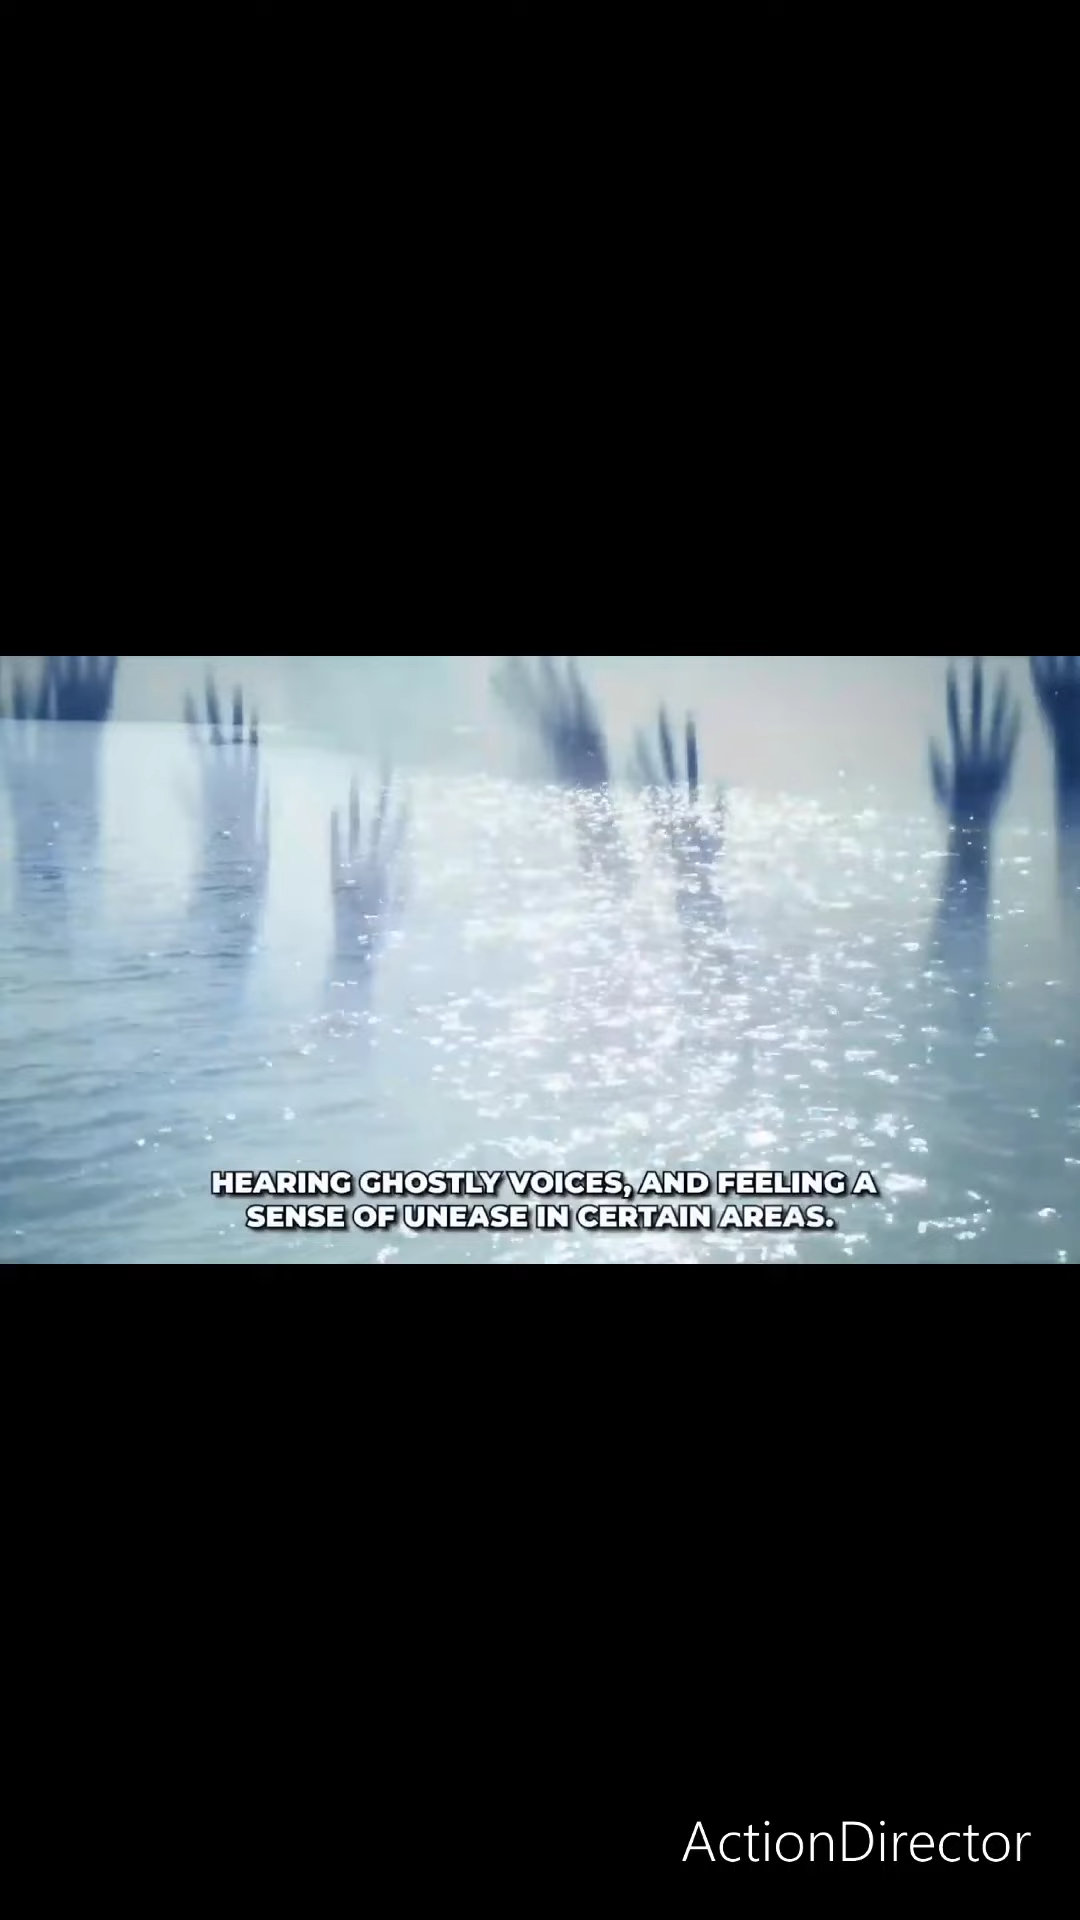 HEARING GHOSTLY VOICES, AND FEELING A
SENSE OF UNEASE IN CERTAIN AREAS.
ActionDirector